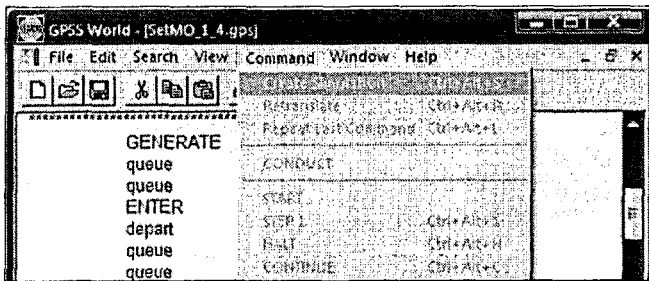 GPSS World - [SetMO_1_4.gps]
File Edit Search View Command Window Help
Retranslate Ctrl+Alt+R
Repeat Last Command Ctrl+Alt+L
CONDUCT
START
STEP 1 Ctrl+Alt+S
HALT Ctrl+Alt+H
CONTINUE Ctrl+Alt+C
GENERATE
queue
queue
ENTER
depart
queue
queue